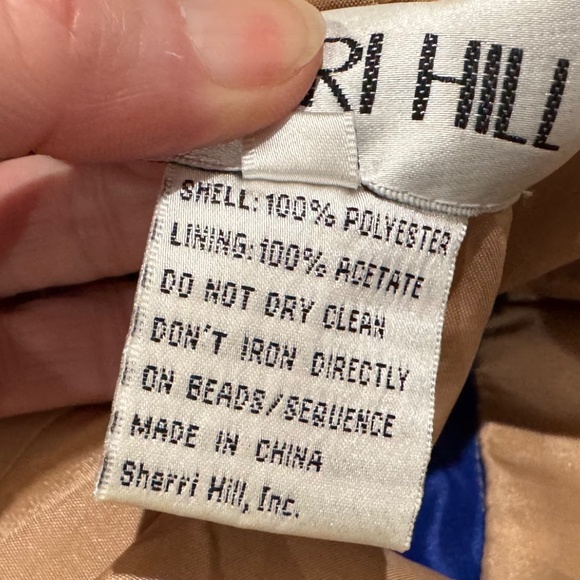 RI HILL
SHELL: 100% POLYESTER
LINING: 100% ACETATE
DO NOT DRY CLEAN
DON'T IRON DIRECTLY
ON BEADS/SEQUENCE
MADE IN CHINA
Sherri Hill, Inc.